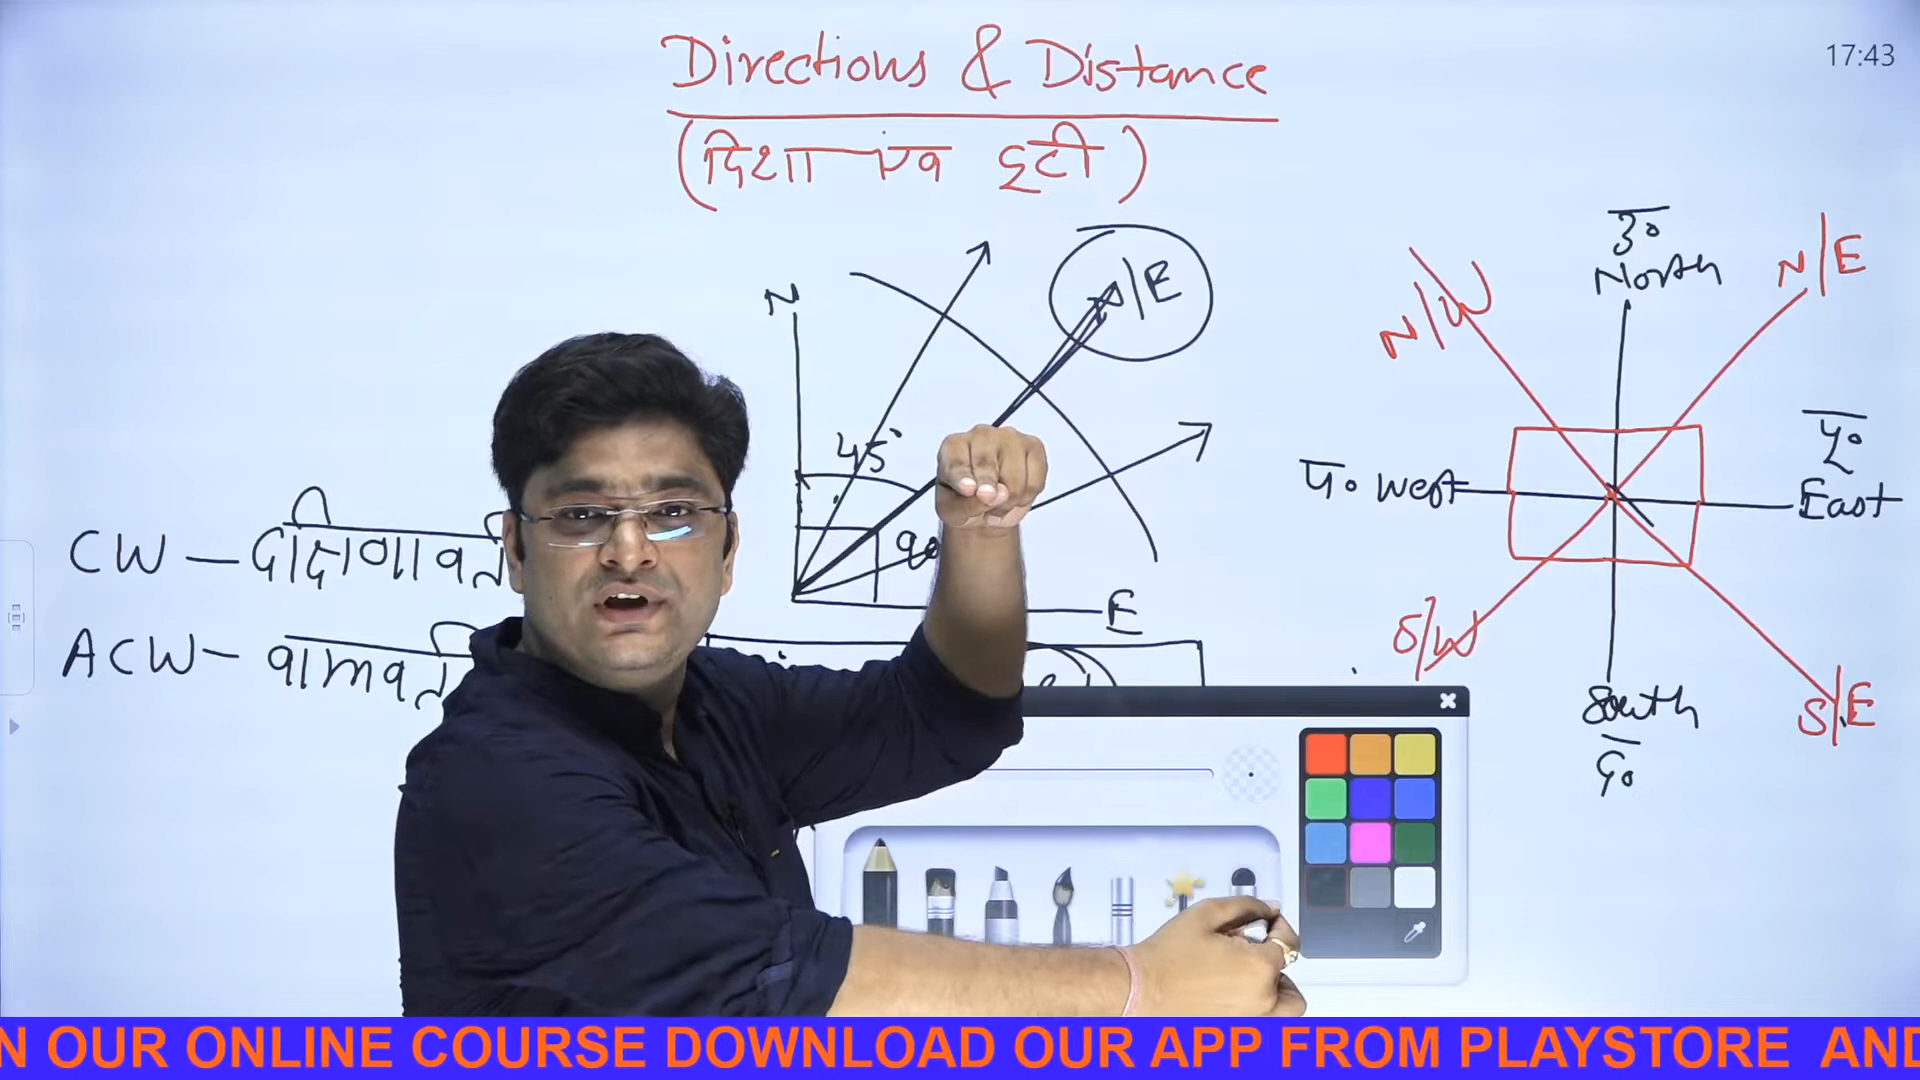 Directions & Distance
17:43
(दिशा एव दूरी)
N
N/E
45°
90
E
CW — दक्षिणावर्त
ACW - वामावर्त
उ०
North
N/E
N/W
प० West
पू०
East
S/W
S/E
South
द०
N OUR ONLINE COURSE DOWNLOAD OUR APP FROM PLAYSTORE AND